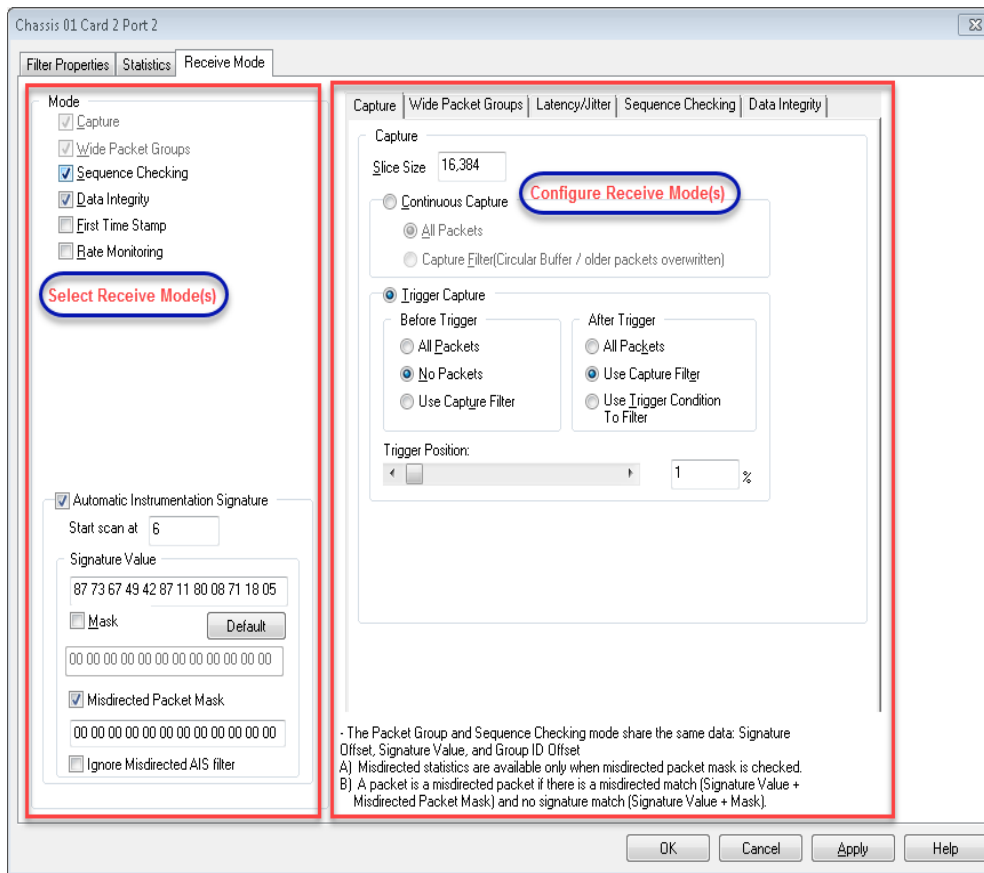 Chassis 01 Card 2 Port 2
Filter Properties Statistics Receive Mode
Mode
Capture
Wide Packet Groups
Sequence Checking
Data Integrity
First Time Stamp
Rate Monitoring
Select Receive Mode(s)
Automatic Instrumentation Signature
Start scan at 6
Signature Value
87 73 67 49 42 87 11 80 08 71 18 05
Mask Default
00 00 00 00 00 00 00 00 00 00 00 00
Misdirected Packet Mask
00 00 00 00 00 00 00 00 00 00 00 00
Ignore Misdirected AIS filter
Capture Wide Packet Groups Latency/Jitter Sequence Checking Data Integrity
Capture
Slice Size 16,384
Configure Receive Mode(s)
Continuous Capture
All Packets
Capture Filter(Circular Buffer / older packets overwritten)
Trigger Capture
Before Trigger
All Packets
No Packets
Use Capture Filter
After Trigger
All Packets
Use Capture Filter
Use Trigger Condition
To Filter
Trigger Position:
1 %
- The Packet Group and Sequence Checking mode share the same data: Signature
Offset, Signature Value, and Group ID Offset
A) Misdirected statistics are available only when misdirected packet mask is checked.
B) A packet is a misdirected packet if there is a misdirected match (Signature Value +
Misdirected Packet Mask) and no signature match (Signature Value + Mask).
OK Cancel Apply Help